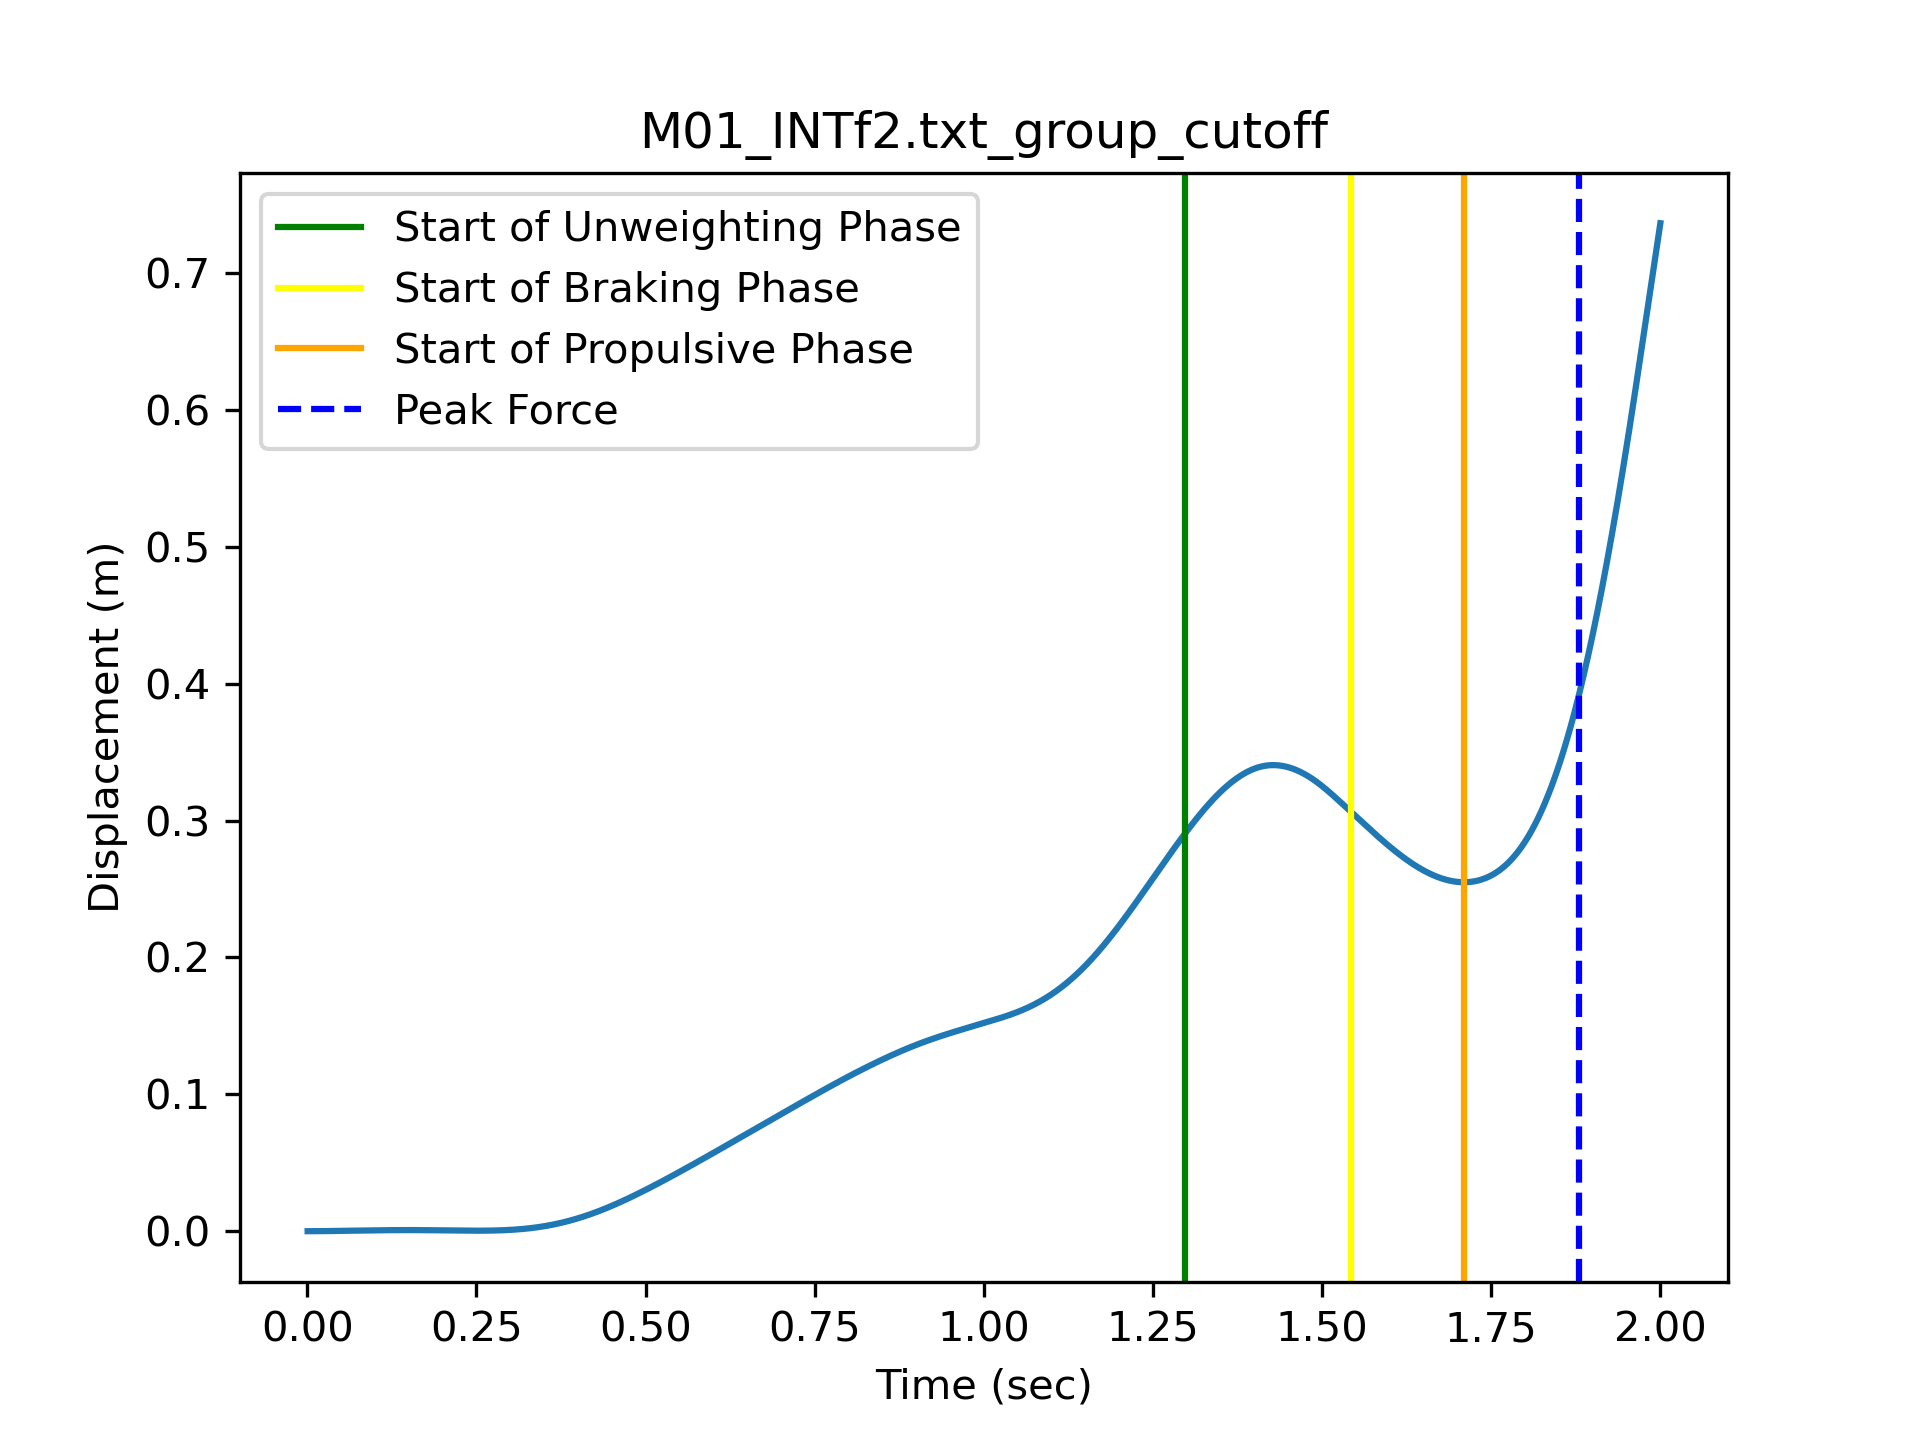 M01_INTf2.txt_group_cutoff
Start of Unweighting Phase
Start of Braking Phase
Start of Propulsive Phase
Peak Force
Displacement (m)
0.7
0.6
0.5
0.4
0.3
0.2
0.1
0.0
0.00 0.25 0.50 0.75 1.00 1.25 1.50 1.75 2.00
Time (sec)